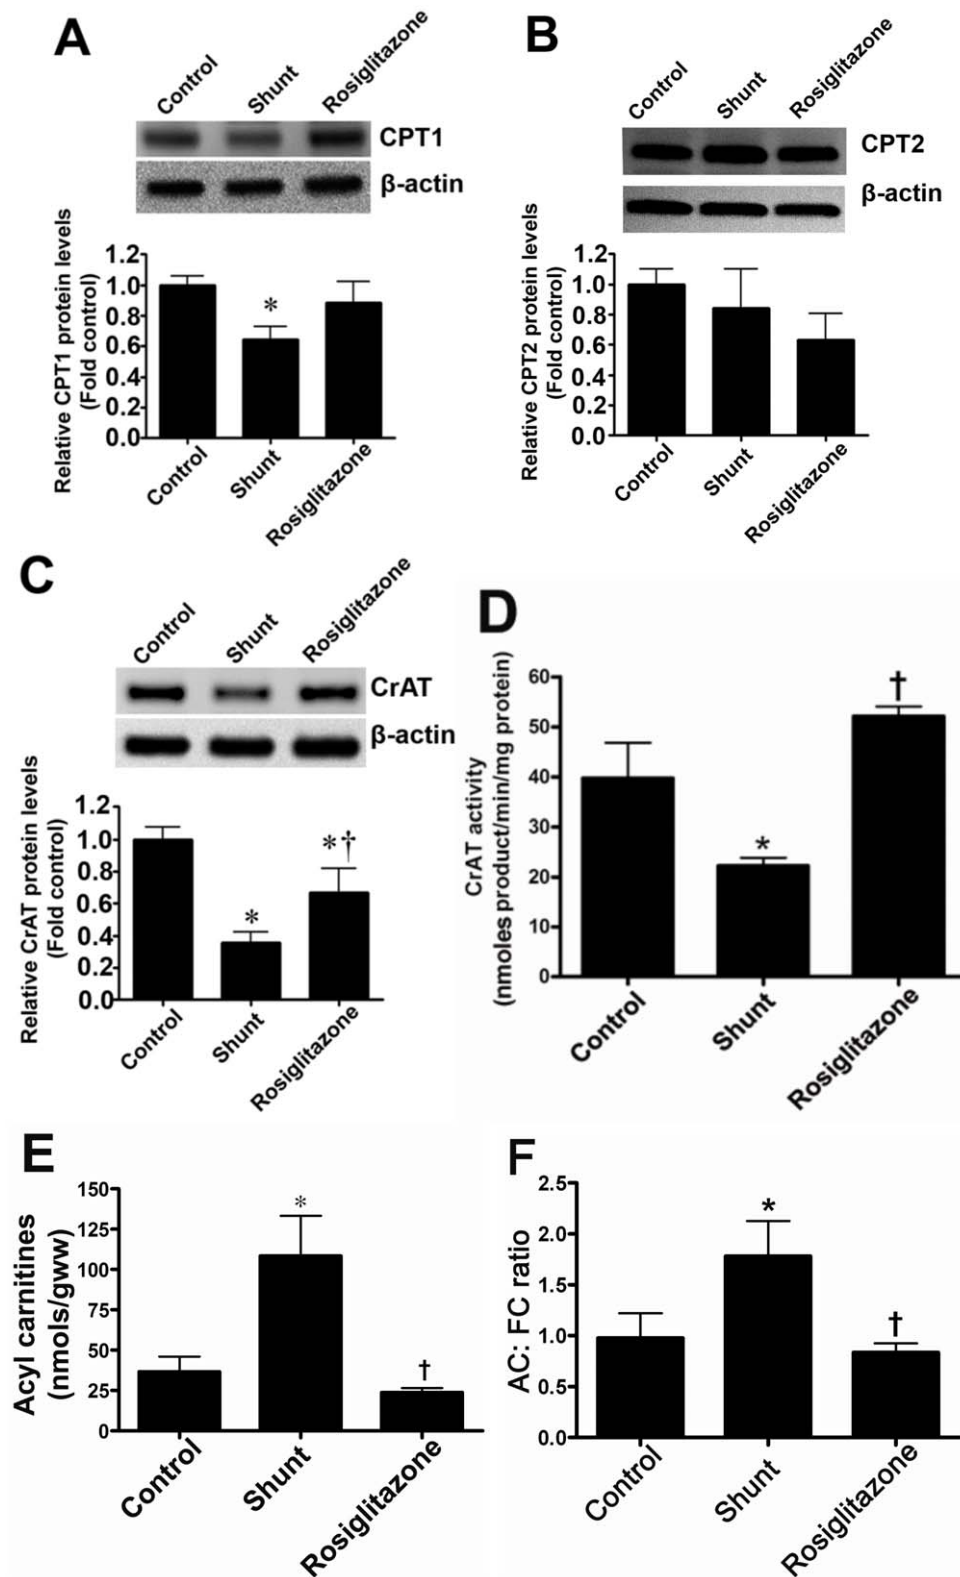 A
Control Shunt Rosiglitazone
CPT1
β-actin
Relative CPT1 protein levels
(Fold control)
1.2
1.0
0.8
0.6
0.4
0.2
0.0
*
Control Shunt Rosiglitazone
B
Control Shunt Rosiglitazone
CPT2
β-actin
Relative CPT2 protein levels
(Fold control)
1.2
1.0
0.8
0.6
0.4
0.2
0.0
Control Shunt Rosiglitazone
C
Control Shunt Rosiglitazone
CrAT
β-actin
Relative CrAT protein levels
(Fold control)
1.2
1.0
0.8
0.6
0.4
0.2
0.0
*
*†
Control Shunt Rosiglitazone
D
CrAT activity
(nmoles product/min/mg protein)
60
50
40
30
20
10
0
*
†
Control Shunt Rosiglitazone
E
Acyl carnitines
(nmols/gww)
150
125
100
75
50
25
0
*
†
Control Shunt Rosiglitazone
F
AC: FC ratio
2.5
2.0
1.5
1.0
0.5
0.0
*
†
Control Shunt Rosiglitazone